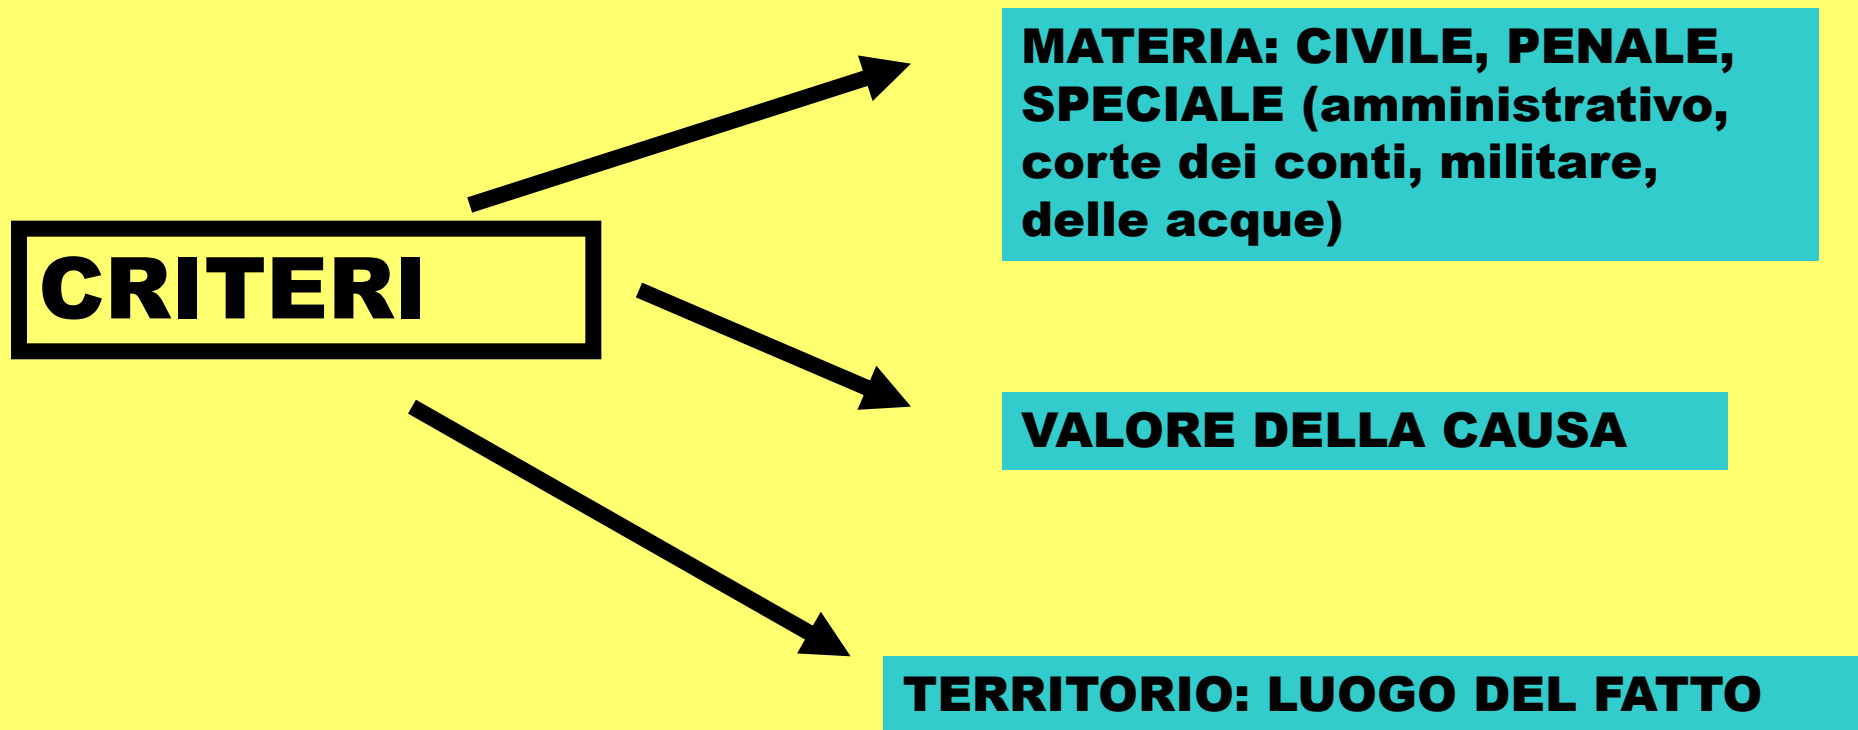 CRITERI
MATERIA: CIVILE, PENALE,
SPECIALE (amministrativo,
corte dei conti, militare,
delle acque)
VALORE DELLA CAUSA
TERRITORIO: LUOGO DEL FATTO